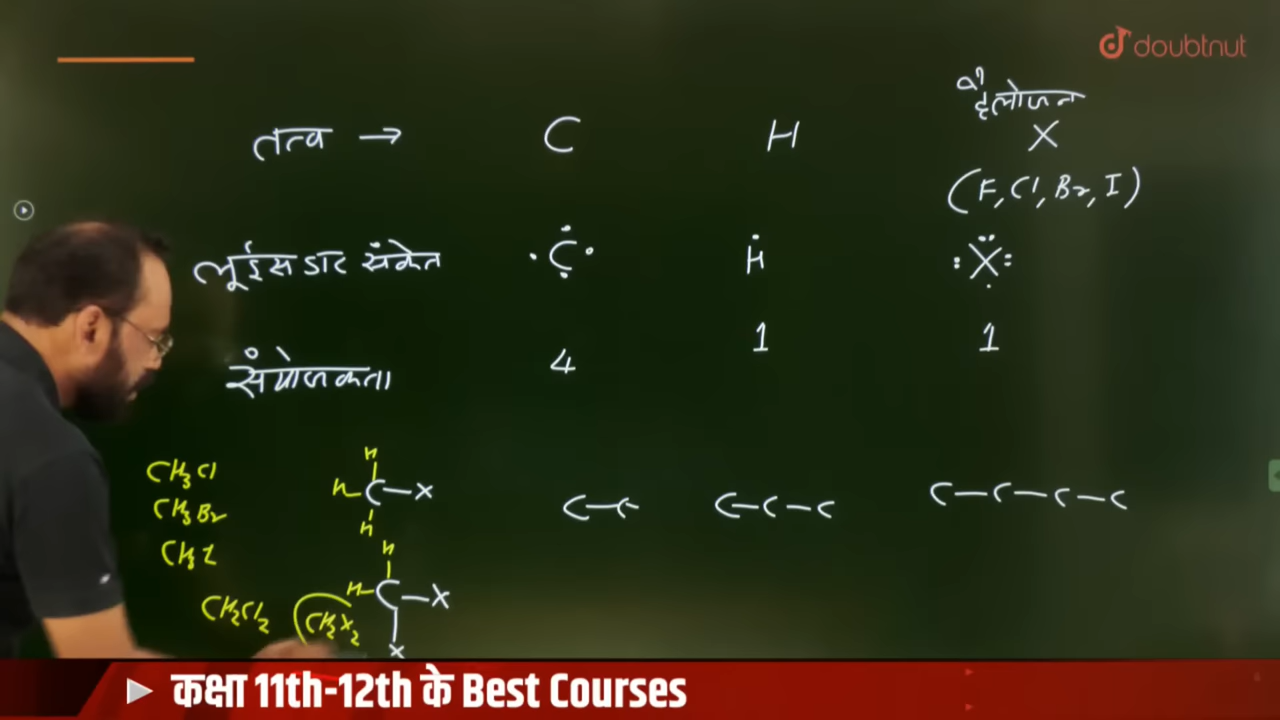 doubtnut
हैलोजन
तत्व → C H X
(F, Cl, Br, I)
लूईस डाट संकेत ·C· H X
संयोजकता 4 1 1
CH3Cl
CH3Br
CH3I
H
H-C-X
H
C-C C-C-C C-C-C-C
H
H-C-X
X
CH2Cl2 CH2X2
कक्षा 11th-12th के Best Courses